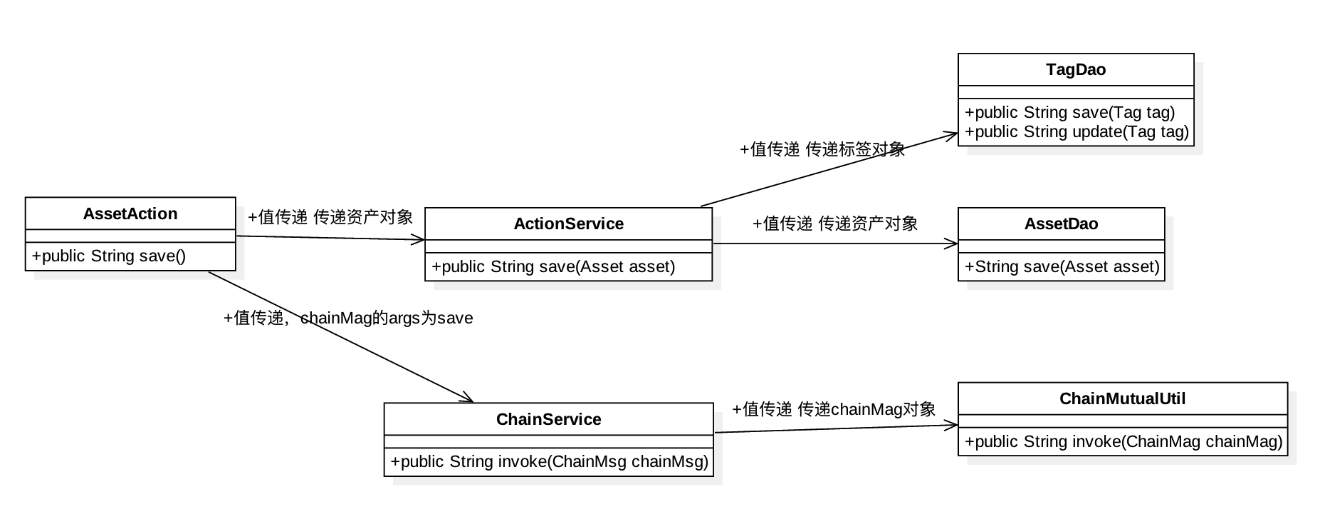 TagDao
+public String save(Tag tag)
+public String update(Tag tag)
+值传递 传递标签对象
AssetAction
+public String save()
+值传递 传递资产对象
ActionService
+public String save(Asset asset)
+值传递 传递资产对象
AssetDao
+String save(Asset asset)
+值传递，chainMag的args为save
ChainService
+public String invoke(ChainMsg chainMsg)
+值传递 传递chainMag对象
ChainMutualUtil
+public String invoke(ChainMag chainMag)